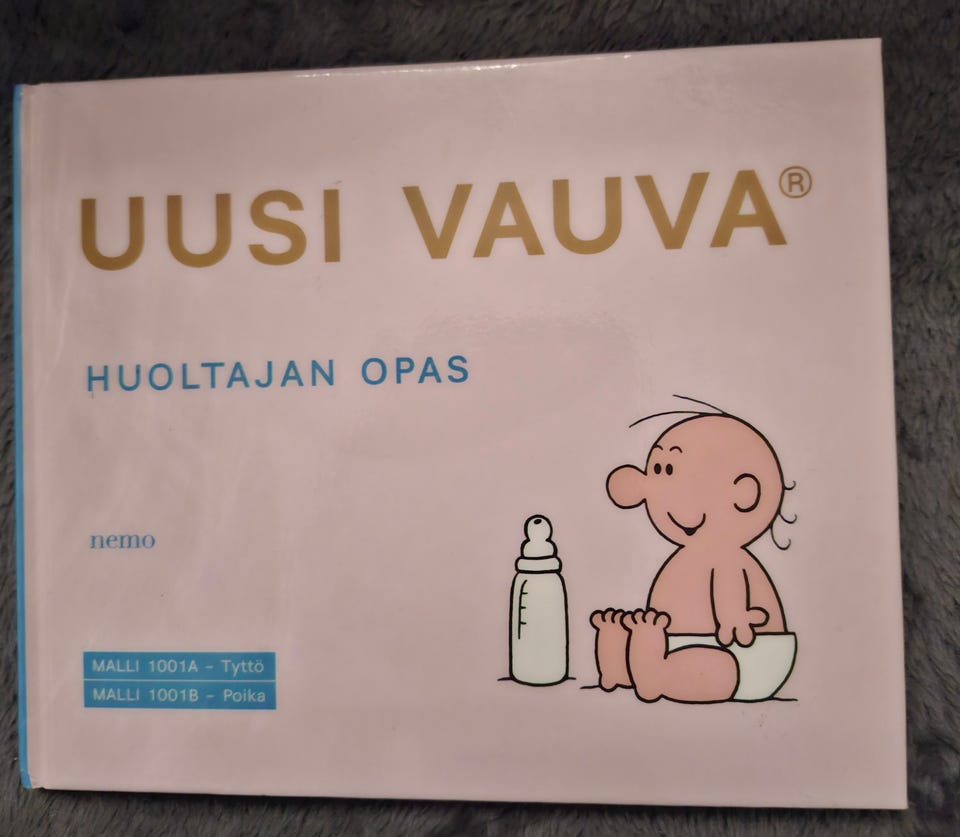 UUSI VAUVA®
HUOLTAJAN OPAS
nemo
MALLI 1001A - Tyttö
MALLI 1001B - Poika